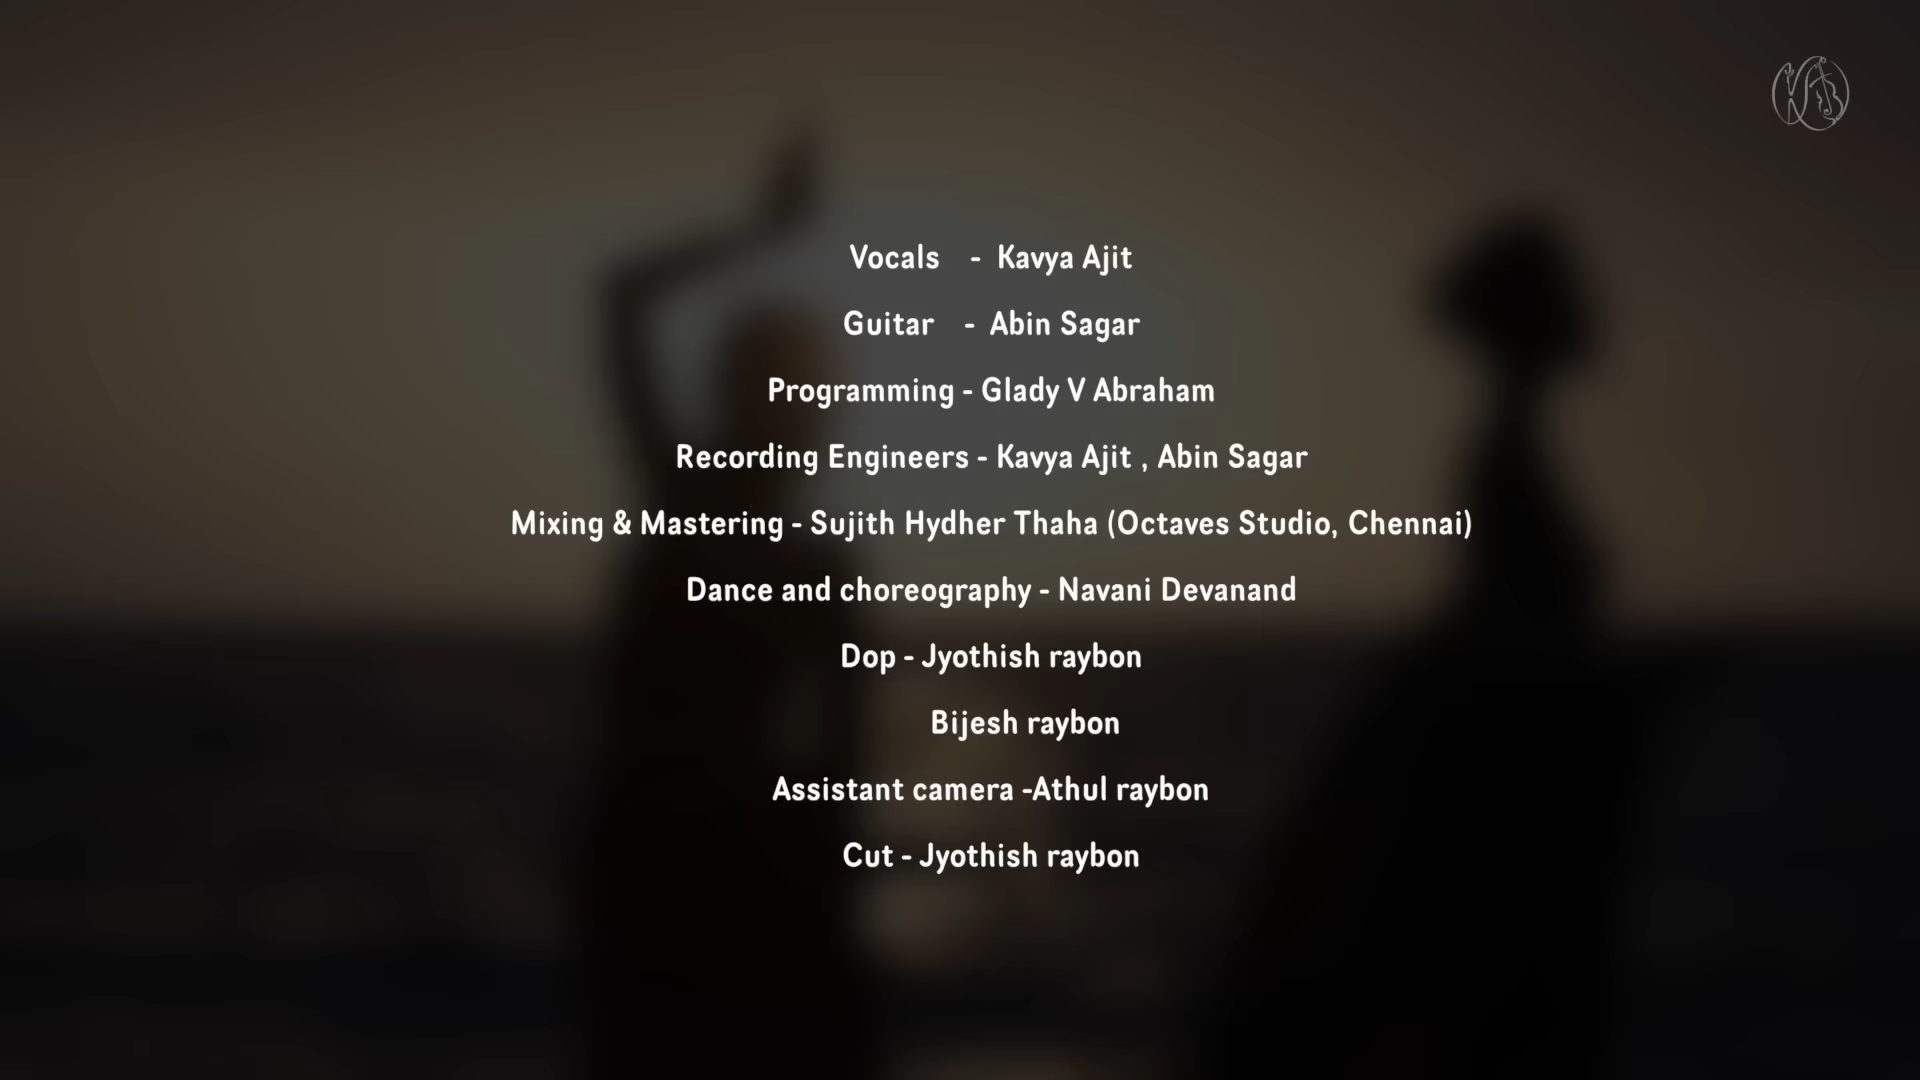 Vocals - Kavya Ajit
Guitar - Abin Sagar
Programming - Glady V Abraham
Recording Engineers - Kavya Ajit , Abin Sagar
Mixing & Mastering - Sujith Hydher Thaha (Octaves Studio, Chennai)
Dance and choreography - Navani Devanand
Dop - Jyothish raybon
Bijesh raybon
Assistant camera -Athul raybon
Cut - Jyothish raybon